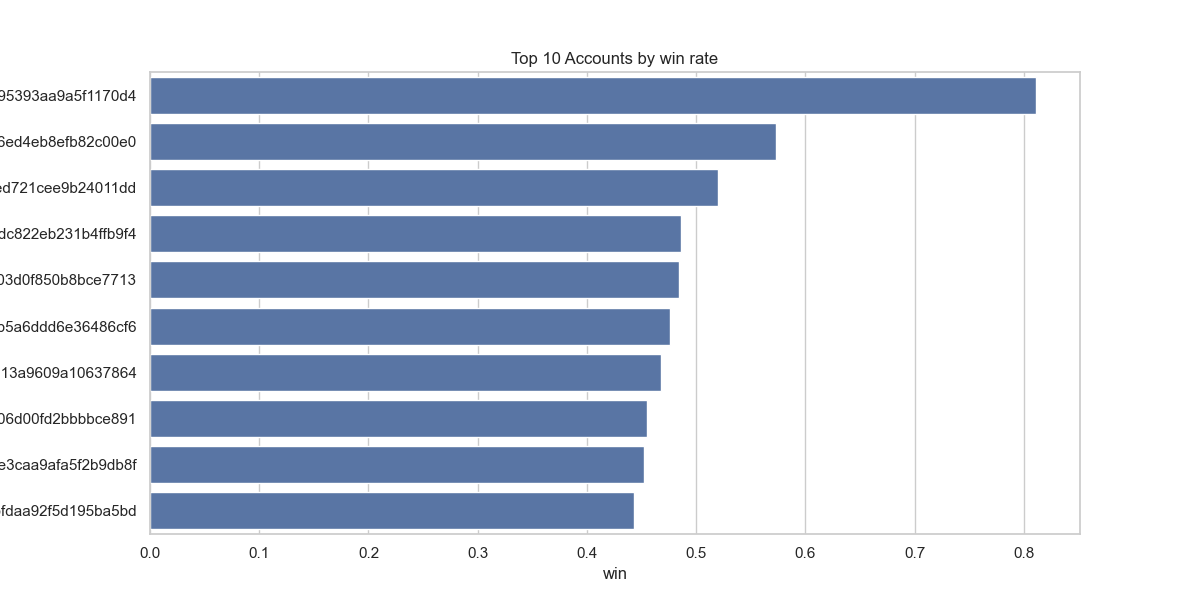 Top 10 Accounts by win rate
95393aa9a5f1170d4
6ed4eb8efb82c00e0
ed721cee9b24011dd
dc822eb231b4ffb9f4
03d0f850b8bce7713
b5a6ddd6e36486cf6
13a9609a10637864
06d00fd2bbbbce891
e3caa9afa5f2b9db8f
fdaa92f5d195ba5bd
0.0 0.1 0.2 0.3 0.4 0.5 0.6 0.7 0.8
win